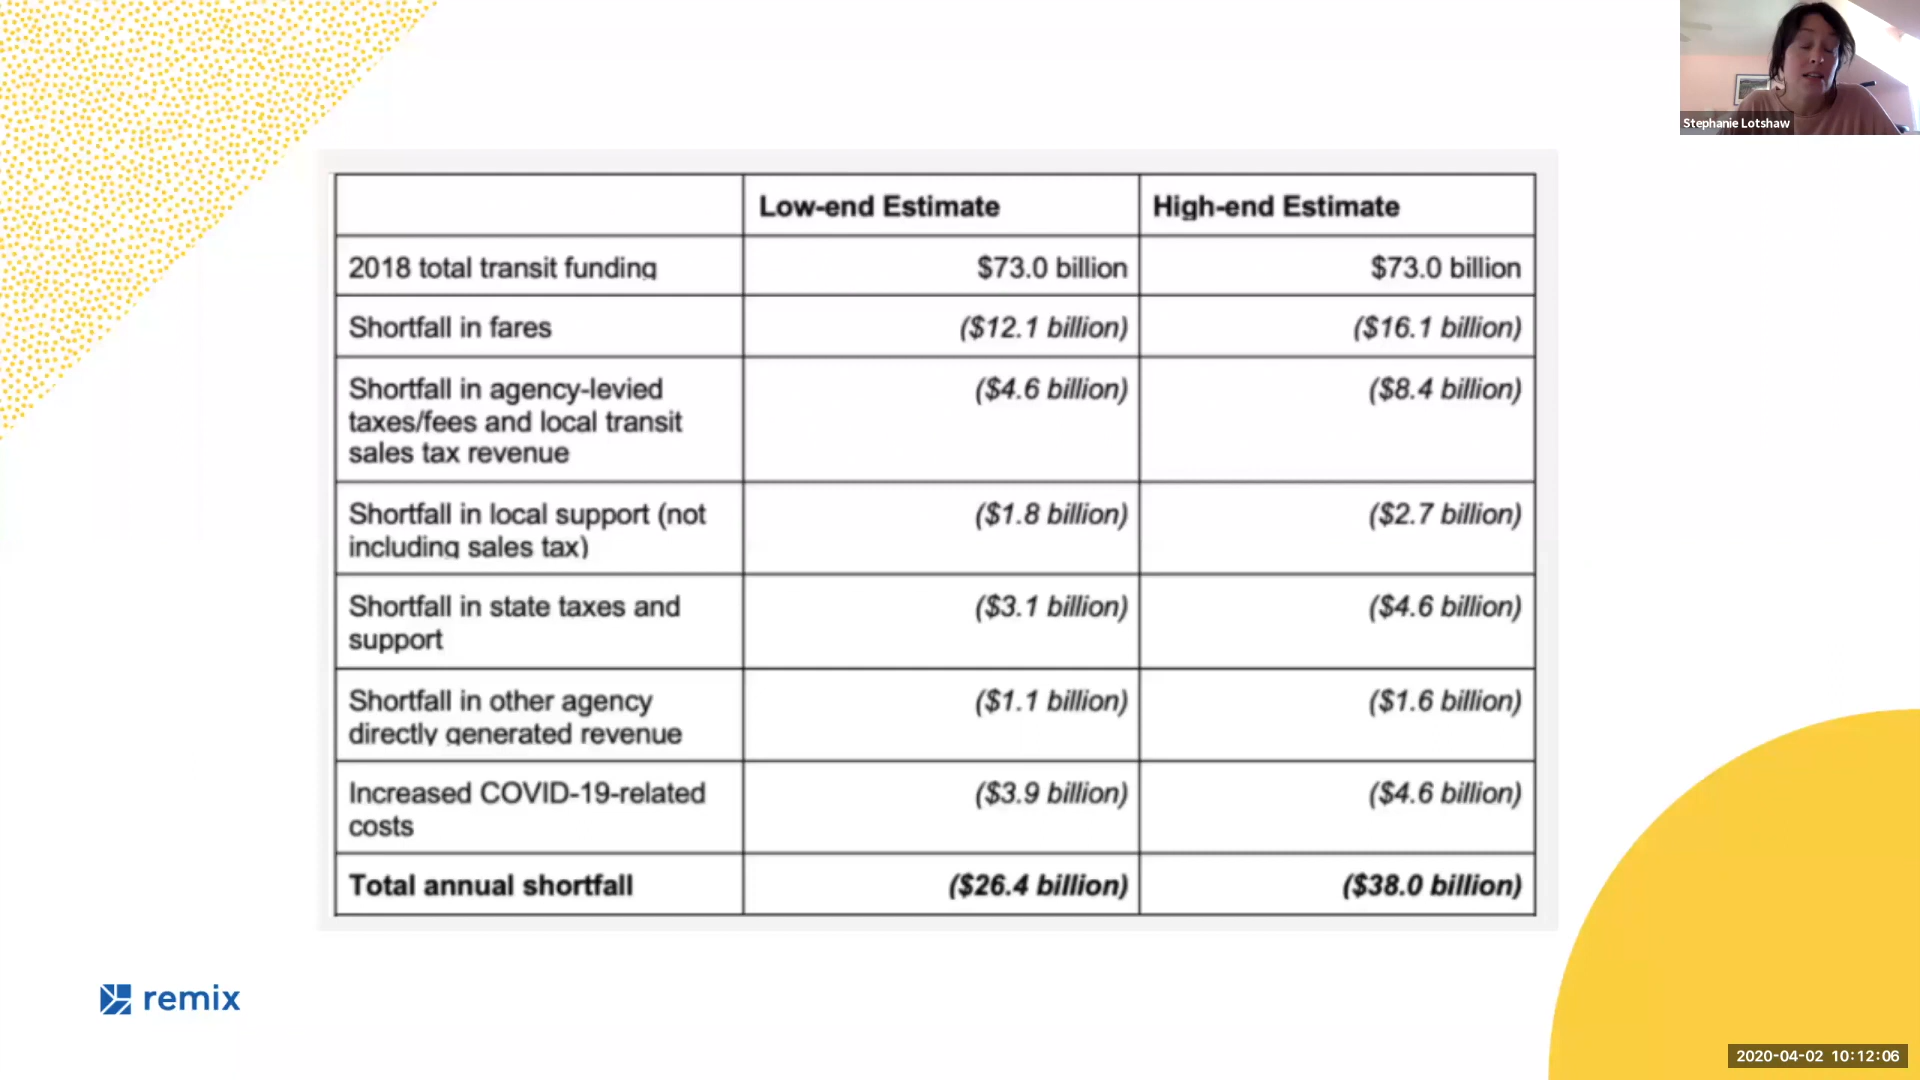 Stephanie Lotshaw
Low-end Estimate High-end Estimate
2018 total transit funding $73.0 billion $73.0 billion
Shortfall in fares ($12.1 billion) ($16.1 billion)
Shortfall in agency-levied ($4.6 billion) ($8.4 billion)
taxes/fees and local transit
sales tax revenue
Shortfall in local support (not ($1.8 billion) ($2.7 billion)
including sales tax)
Shortfall in state taxes and ($3.1 billion) ($4.6 billion)
support
Shortfall in other agency ($1.1 billion) ($1.6 billion)
directly generated revenue
Increased COVID-19-related ($3.9 billion) ($4.6 billion)
costs
Total annual shortfall ($26.4 billion) ($38.0 billion)
remix
2020-04-02 10:12:06